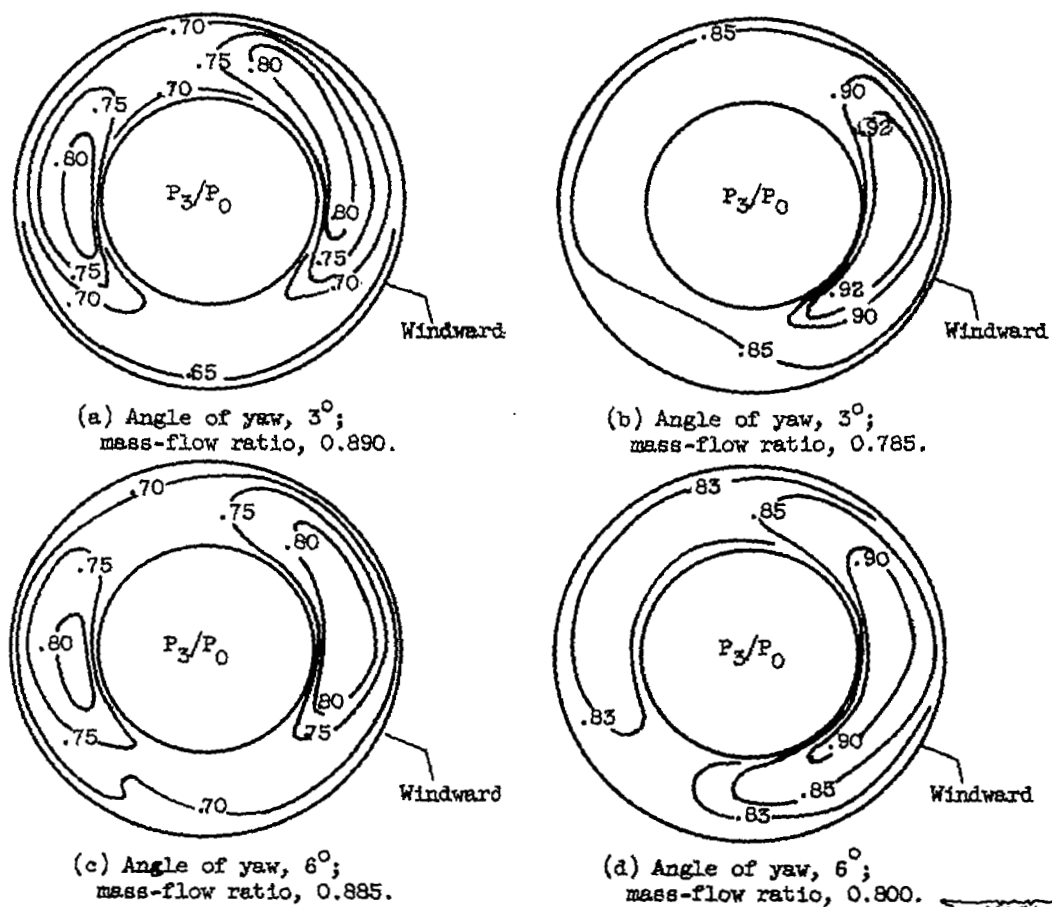 .70
.75
.80
.70
.75
.80
P3/P0
.80
.75
.75
.70
.70
Windward
.65
(a) Angle of yaw, 3°;
mass-flow ratio, 0.890.
.85
.90
.92
P3/P0
.92
.90
.85
Windward
(b) Angle of yaw, 3°;
mass-flow ratio, 0.785.
.70
.75
.80
.75
.80
P3/P0
.80
.75
.75
.70
Windward
(c) Angle of yaw, 6°;
mass-flow ratio, 0.885.
.83
.85
.90
P3/P0
.83
.90
.85
.83
Windward
(d) Angle of yaw, 6°;
mass-flow ratio, 0.800.